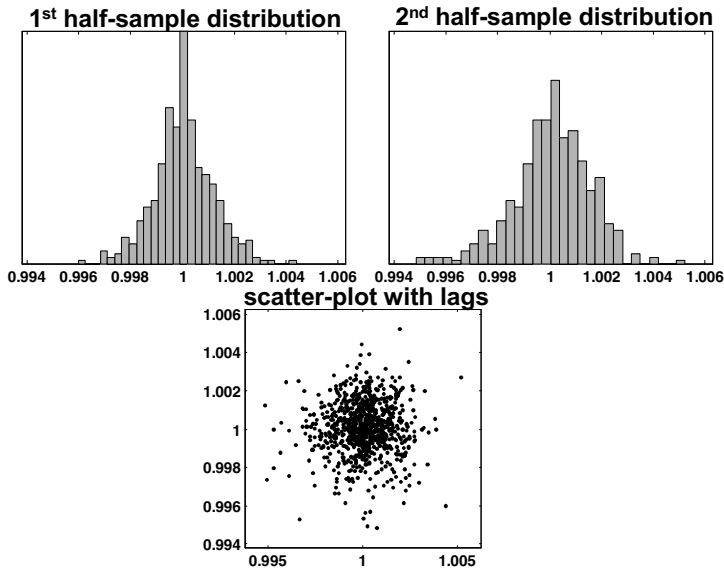 1st half-sample distribution
2nd half-sample distribution
0.994 0.996 0.998 1 1.002 1.004 1.006
0.994 0.996 0.998 1 1.002 1.004 1.006
scatter-plot with lags
1.006
1.004
1.002
1
0.998
0.996
0.994
0.995 1 1.005